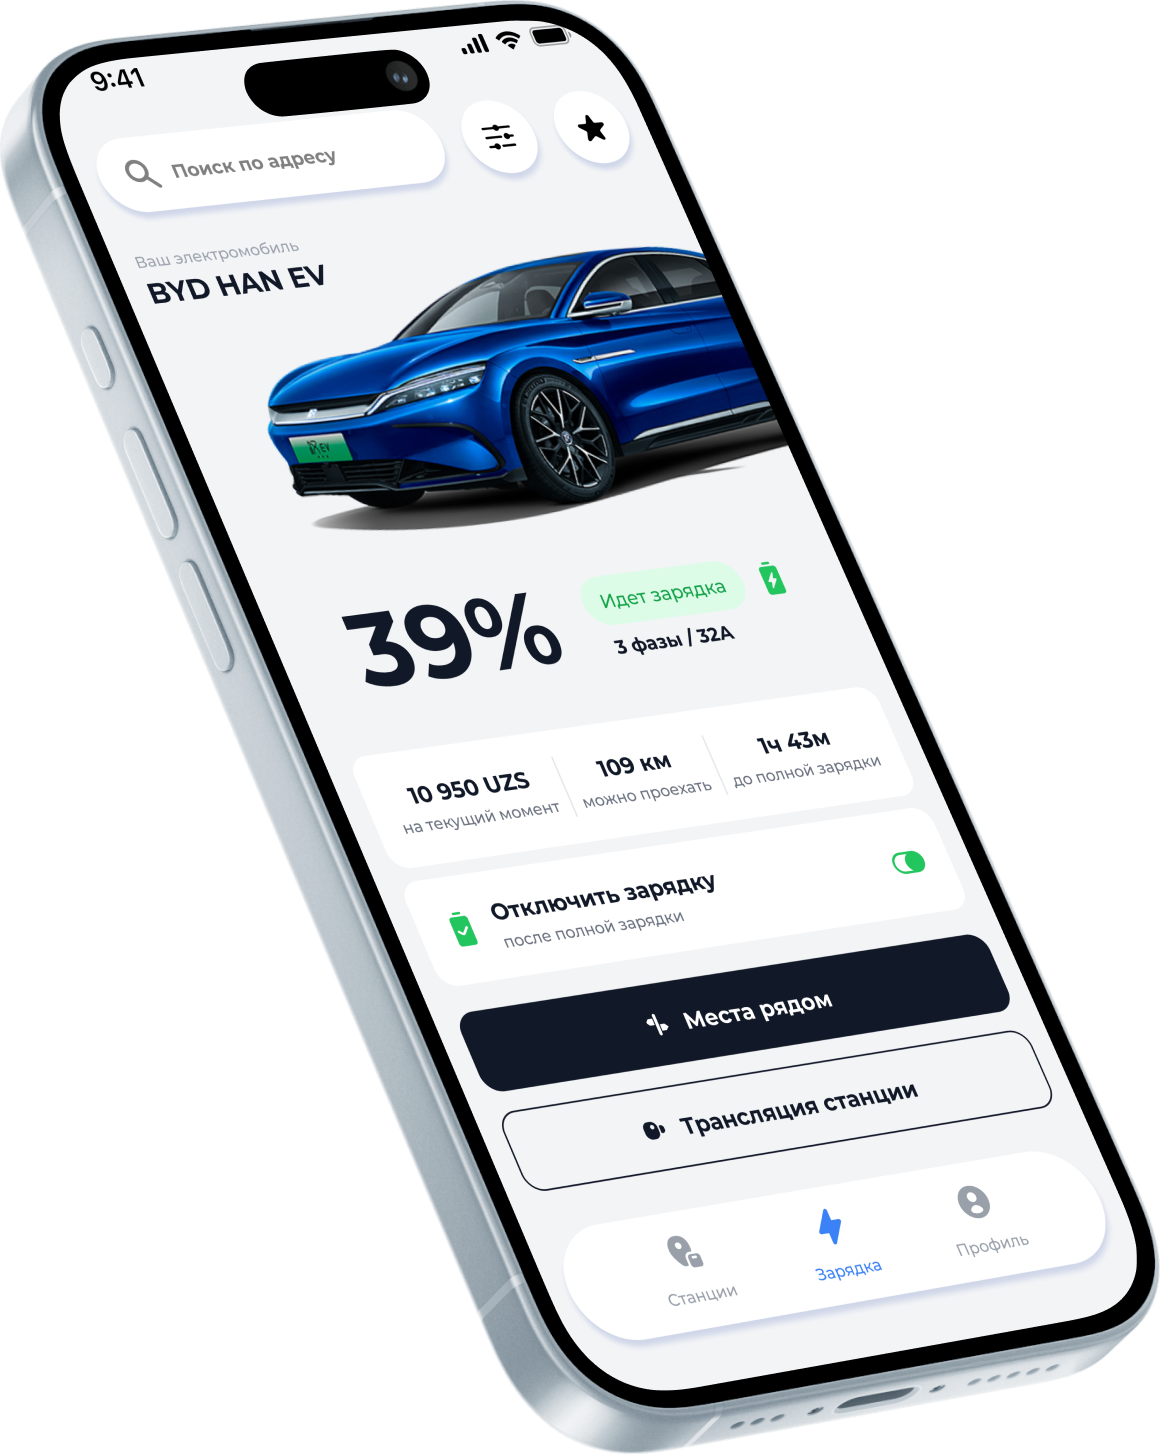 9:41
Поиск по адресу
Ваш электромобиль
BYD HAN EV
39%
Идет зарядка
3 фазы / 32A
10 950 UZS
на текущий момент
109 км
можно проехать
1ч 43м
до полной зарядки
Отключить зарядку
после полной зарядки
Места рядом
Трансляция станции
Станции
Зарядка
Профиль